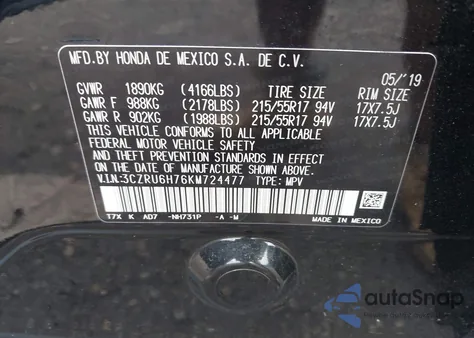 MFD.BY HONDA DE MEXICO S.A. DE C.V.
05/'19
GVWR 1890KG (4166LBS) TIRE SIZE RIM SIZE
GAWR F 988KG (2178LBS) 215/55R17 94V 17X7.5J
GAWR R 902KG (1988LBS) 215/55R17 94V 17X7.5J
THIS VEHICLE CONFORMS TO ALL APPLICABLE
FEDERAL MOTOR VEHICLE SAFETY
STANDARDS IN EFFECT
ON THE DATE OF MANUFACTURE SHOWN ABOVE.
V.I.N:3CZRU6H76KM724477 TYPE: MPV
T7X K AD7 -NH731P -A -M MADE IN MEXICO
autoSnap